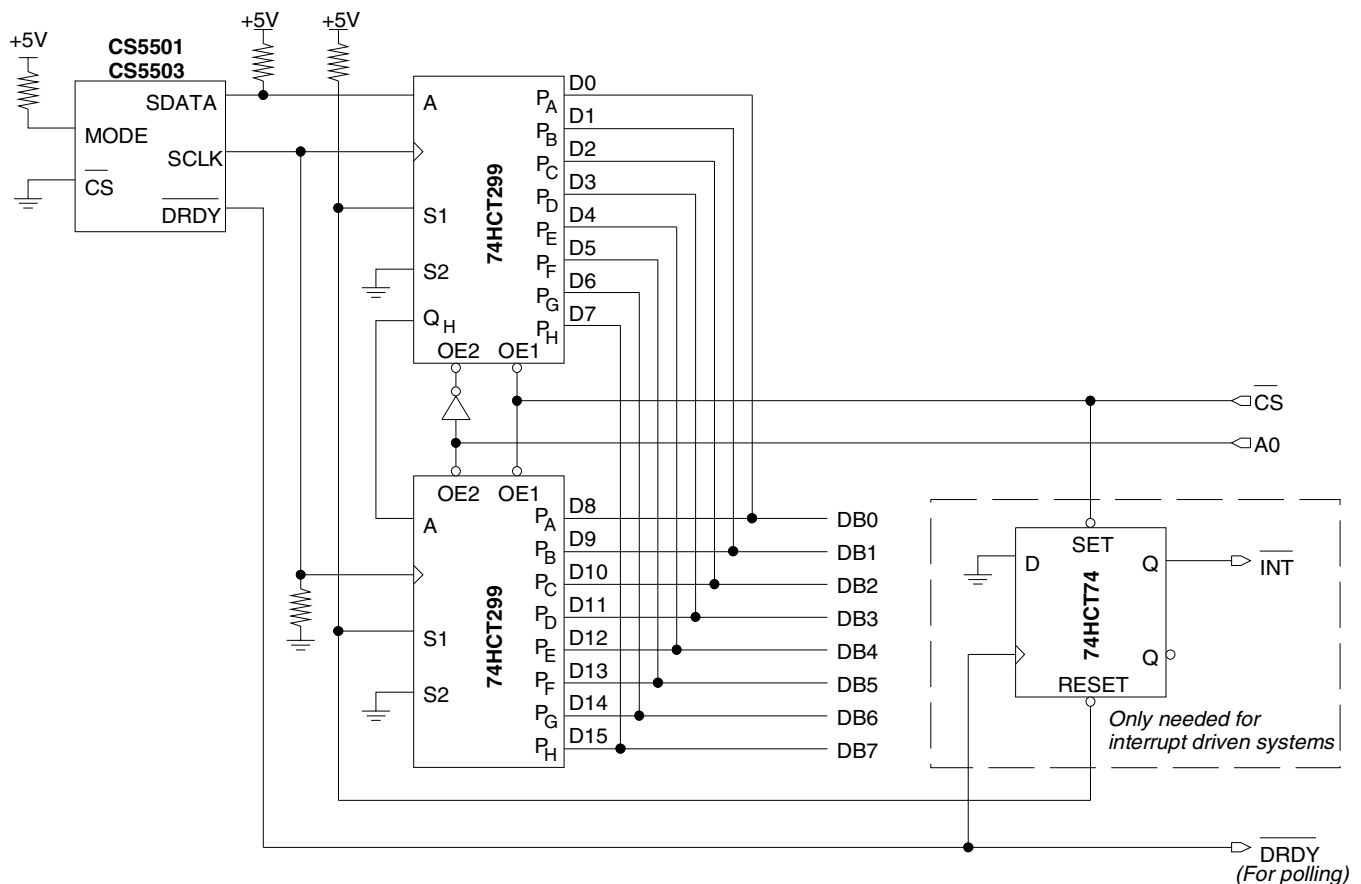 +5V
+5V
+5V
CS5501
CS5503
SDATA
MODE
SCLK
CS
DRDY
A
S1
S2
QH
74HCT299
PA
PB
PC
PD
PE
PF
PG
PH
OE2
OE1
D0
D1
D2
D3
D4
D5
D6
D7
CS
A0
OE2
OE1
A
S1
S2
74HCT299
PA
PB
PC
PD
PE
PF
PG
PH
D8
D9
D10
D11
D12
D13
D14
D15
DB0
DB1
DB2
DB3
DB4
DB5
DB6
DB7
SET
D
Q
74HCT74
Q
RESET
INT
Only needed for
interrupt driven systems
DRDY
(For polling)